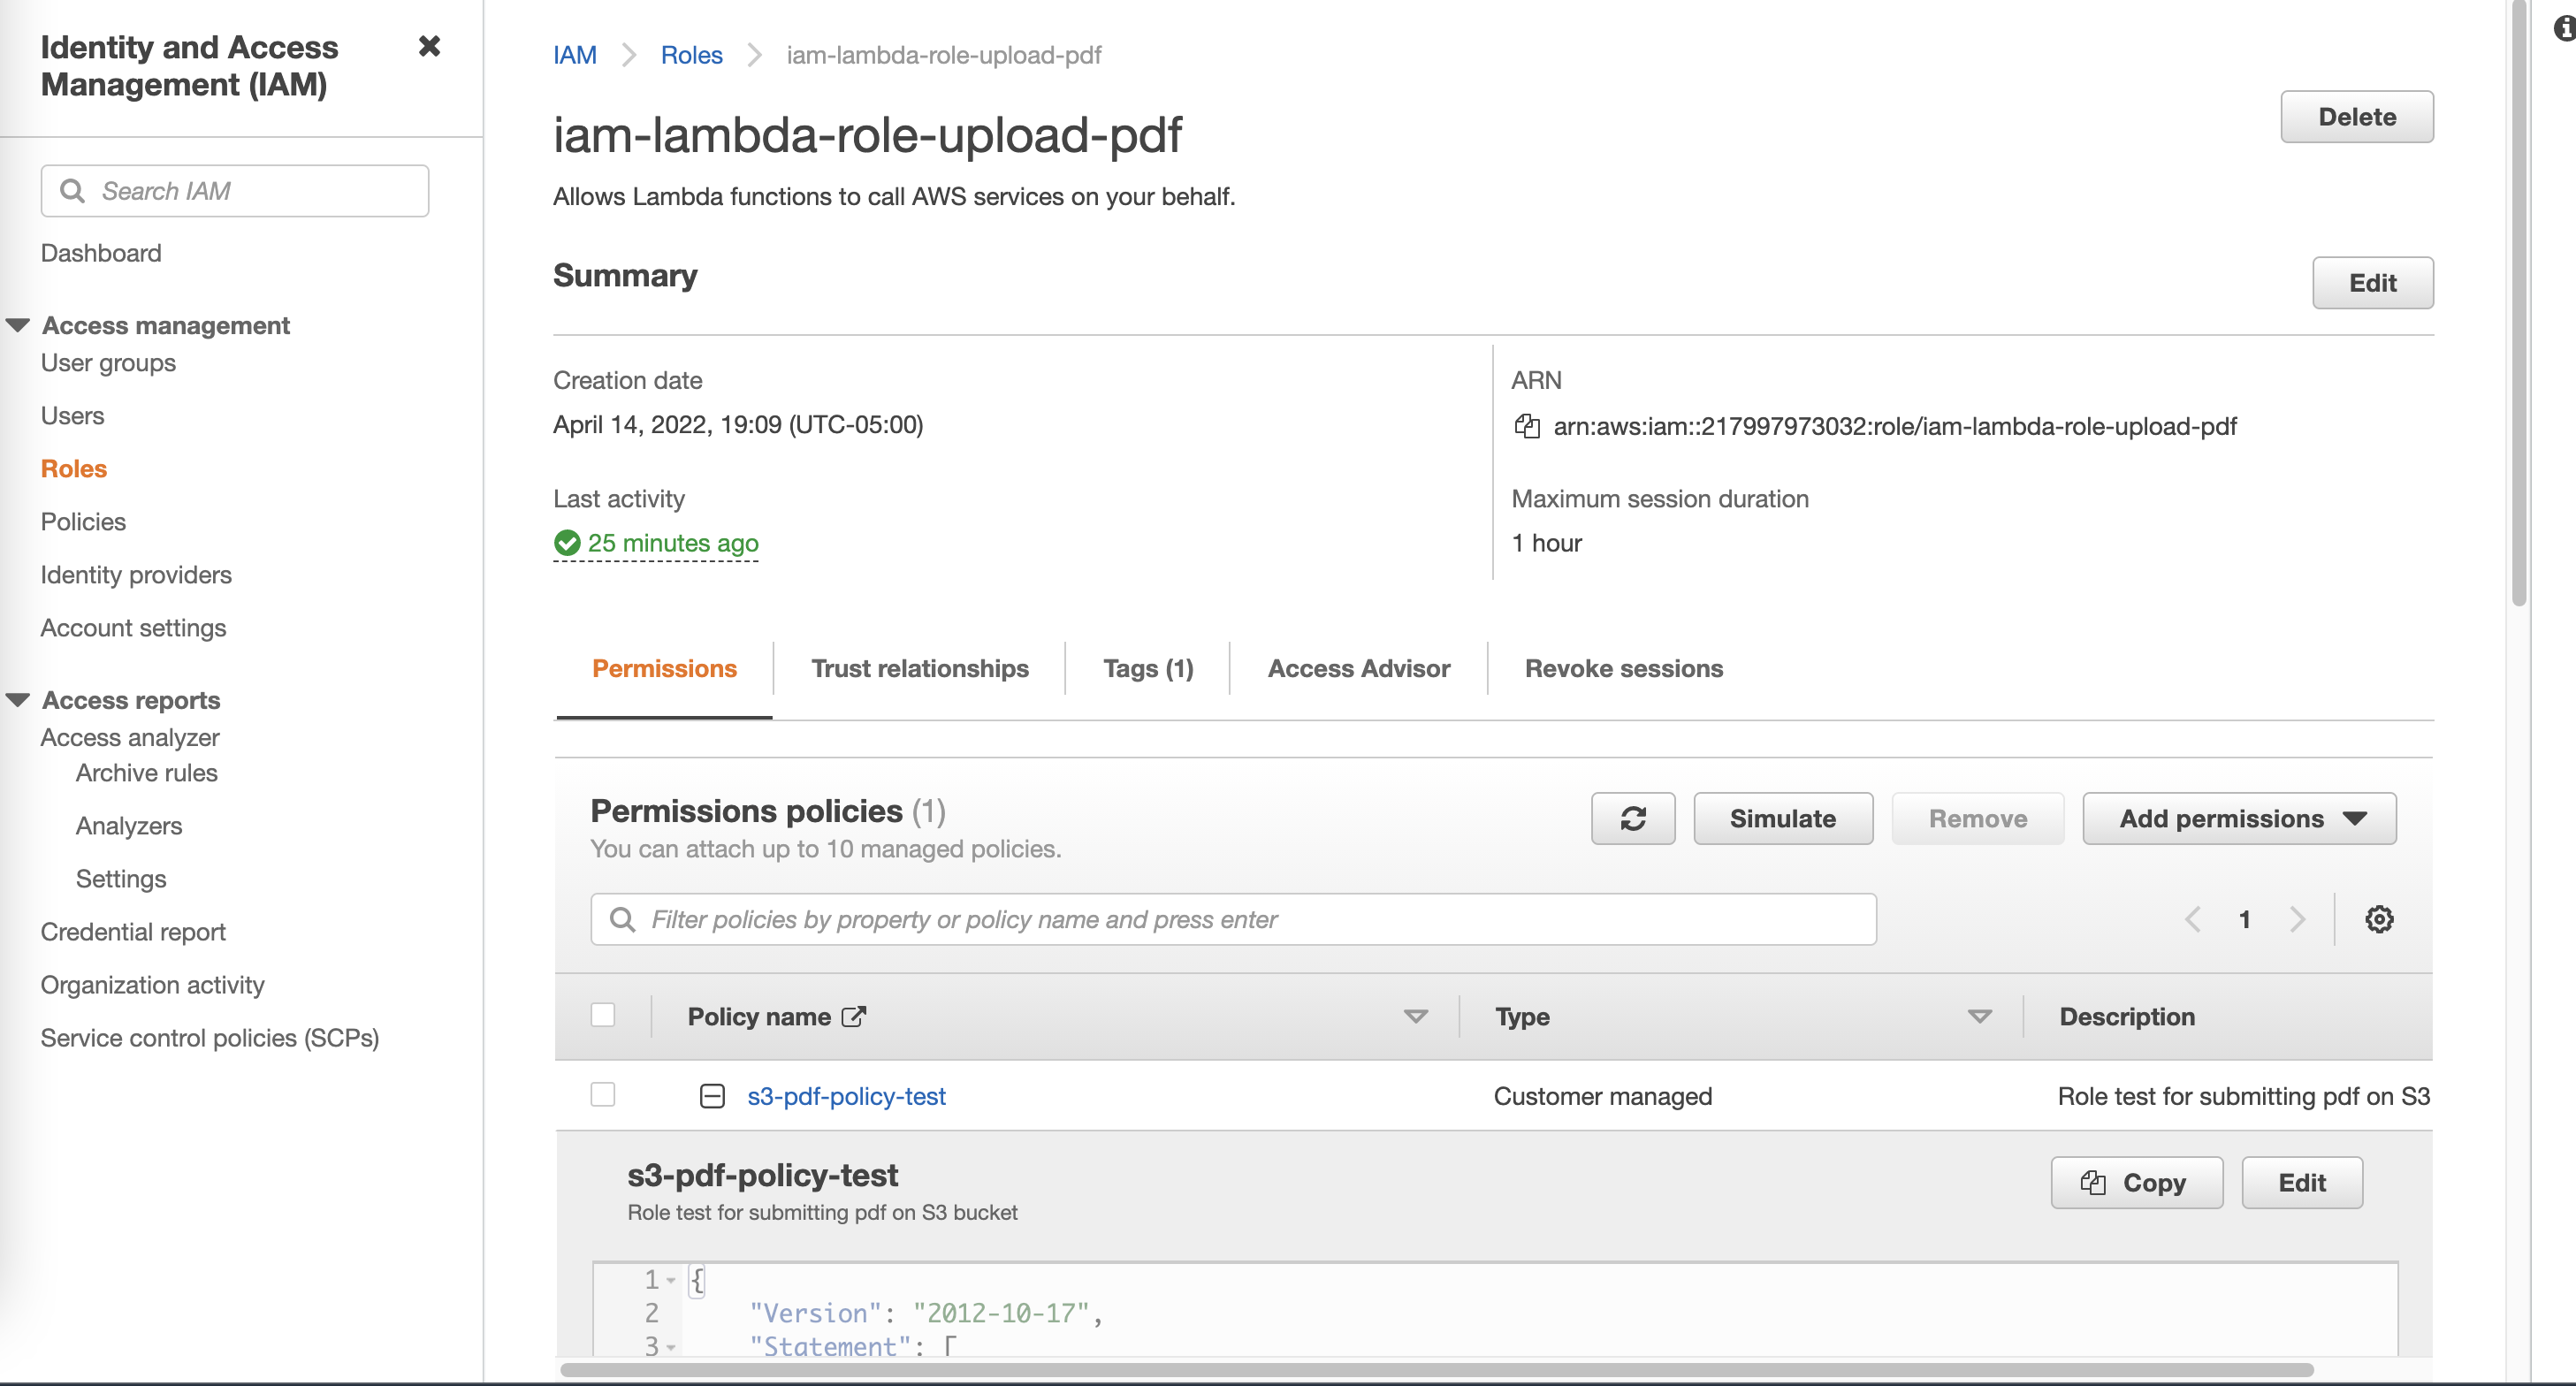 Identity and Access
Management (IAM)
Search IAM
Dashboard
Access management
User groups
Users
Roles
Policies
Identity providers
Account settings
Access reports
Access analyzer
Archive rules
Analyzers
Settings
Credential report
Organization activity
Service control policies (SCPs)
IAM > Roles > iam-lambda-role-upload-pdf
iam-lambda-role-upload-pdf
Delete
Allows Lambda functions to call AWS services on your behalf.
Summary
Edit
Creation date
April 14, 2022, 19:09 (UTC-05:00)
ARN
arn:aws:iam::217997973032:role/iam-lambda-role-upload-pdf
Last activity
25 minutes ago
Maximum session duration
1 hour
Permissions
Trust relationships
Tags (1)
Access Advisor
Revoke sessions
Permissions policies (1)
You can attach up to 10 managed policies.
Simulate
Remove
Add permissions
Filter policies by property or policy name and press enter
1
Policy name
Type
Description
s3-pdf-policy-test
Customer managed
Role test for submitting pdf on S3
s3-pdf-policy-test
Role test for submitting pdf on S3 bucket
Copy
Edit
1 {
2 "Version": "2012-10-17",
3 "Statement": [